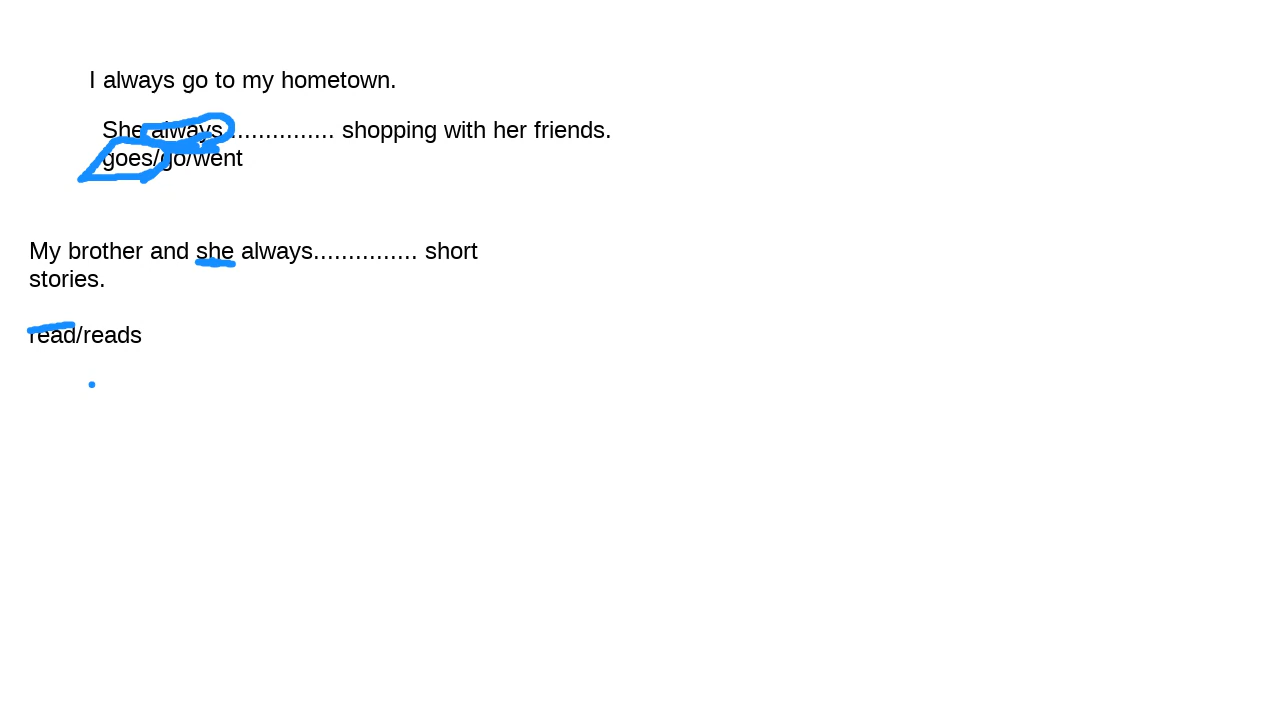 I always go to my hometown.
She always............... shopping with her friends.
goes/go/went
My brother and she always............... short
stories.
read/reads